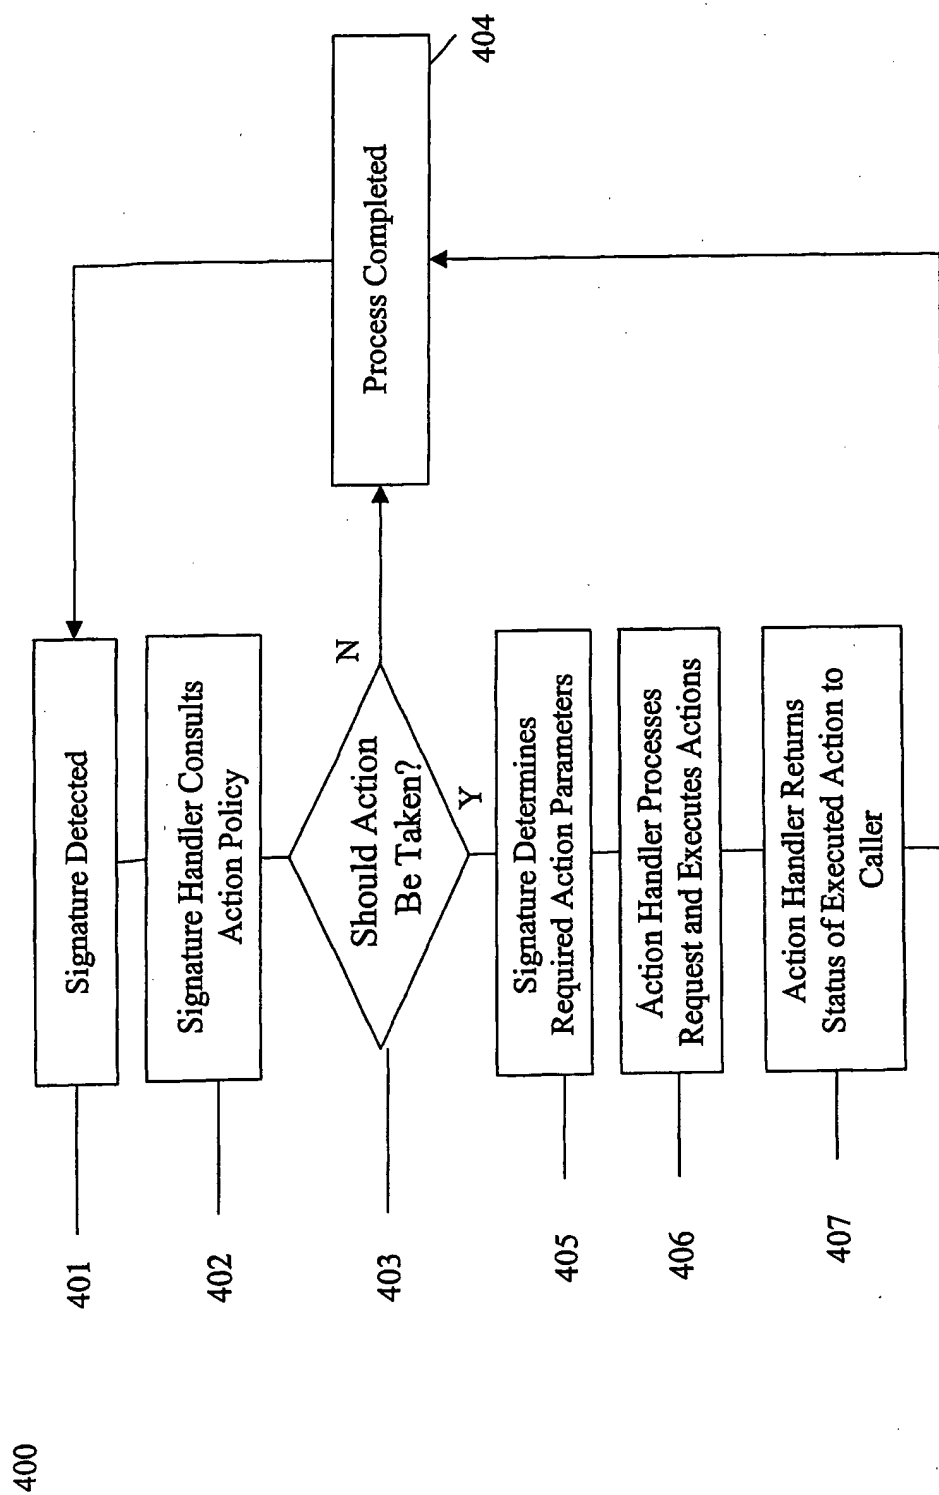 400
401
Signature Detected
402
Signature Handler Consults
Action Policy
403
Should Action
Be Taken?
N
Y
Process Completed
404
405
Signature Determines
Required Action Parameters
406
Action Handler Processes
Request and Executes Actions
407
Action Handler Returns
Status of Executed Action to
Caller